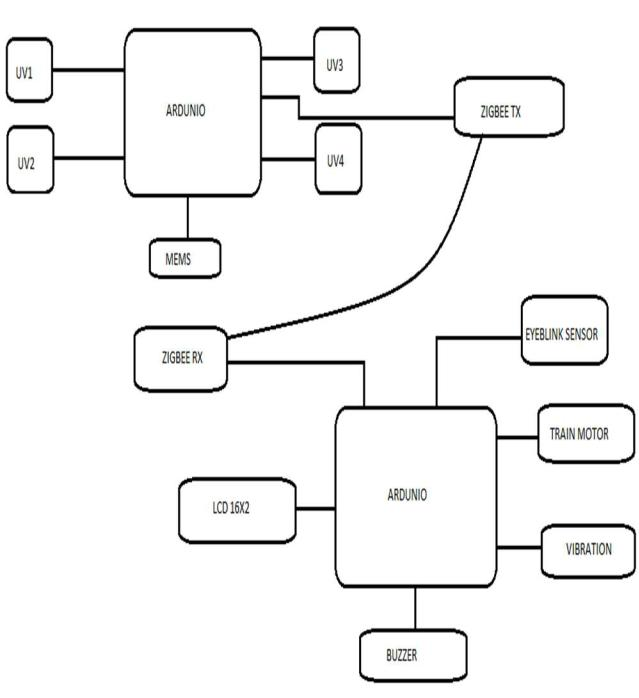 UV1
UV2
ARDUNIO
UV3
UV4
ZIGBEE TX
MEMS
ZIGBEE RX
EYEBLINK SENSOR
TRAIN MOTOR
ARDUNIO
LCD 16X2
VIBRATION
BUZZER